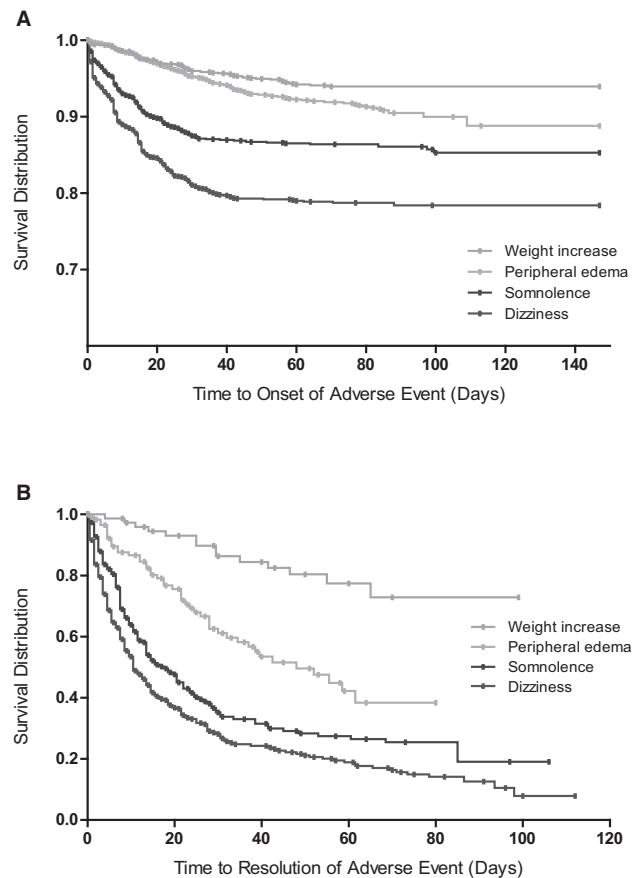 A
Survival Distribution
1.0
0.9
0.8
0.7
Weight increase
Peripheral edema
Somnolence
Dizziness
0 20 40 60 80 100 120 140
Time to Onset of Adverse Event (Days)
B
Survival Distribution
1.0
0.8
0.6
0.4
0.2
0.0
Weight increase
Peripheral edema
Somnolence
Dizziness
0 20 40 60 80 100 120
Time to Resolution of Adverse Event (Days)